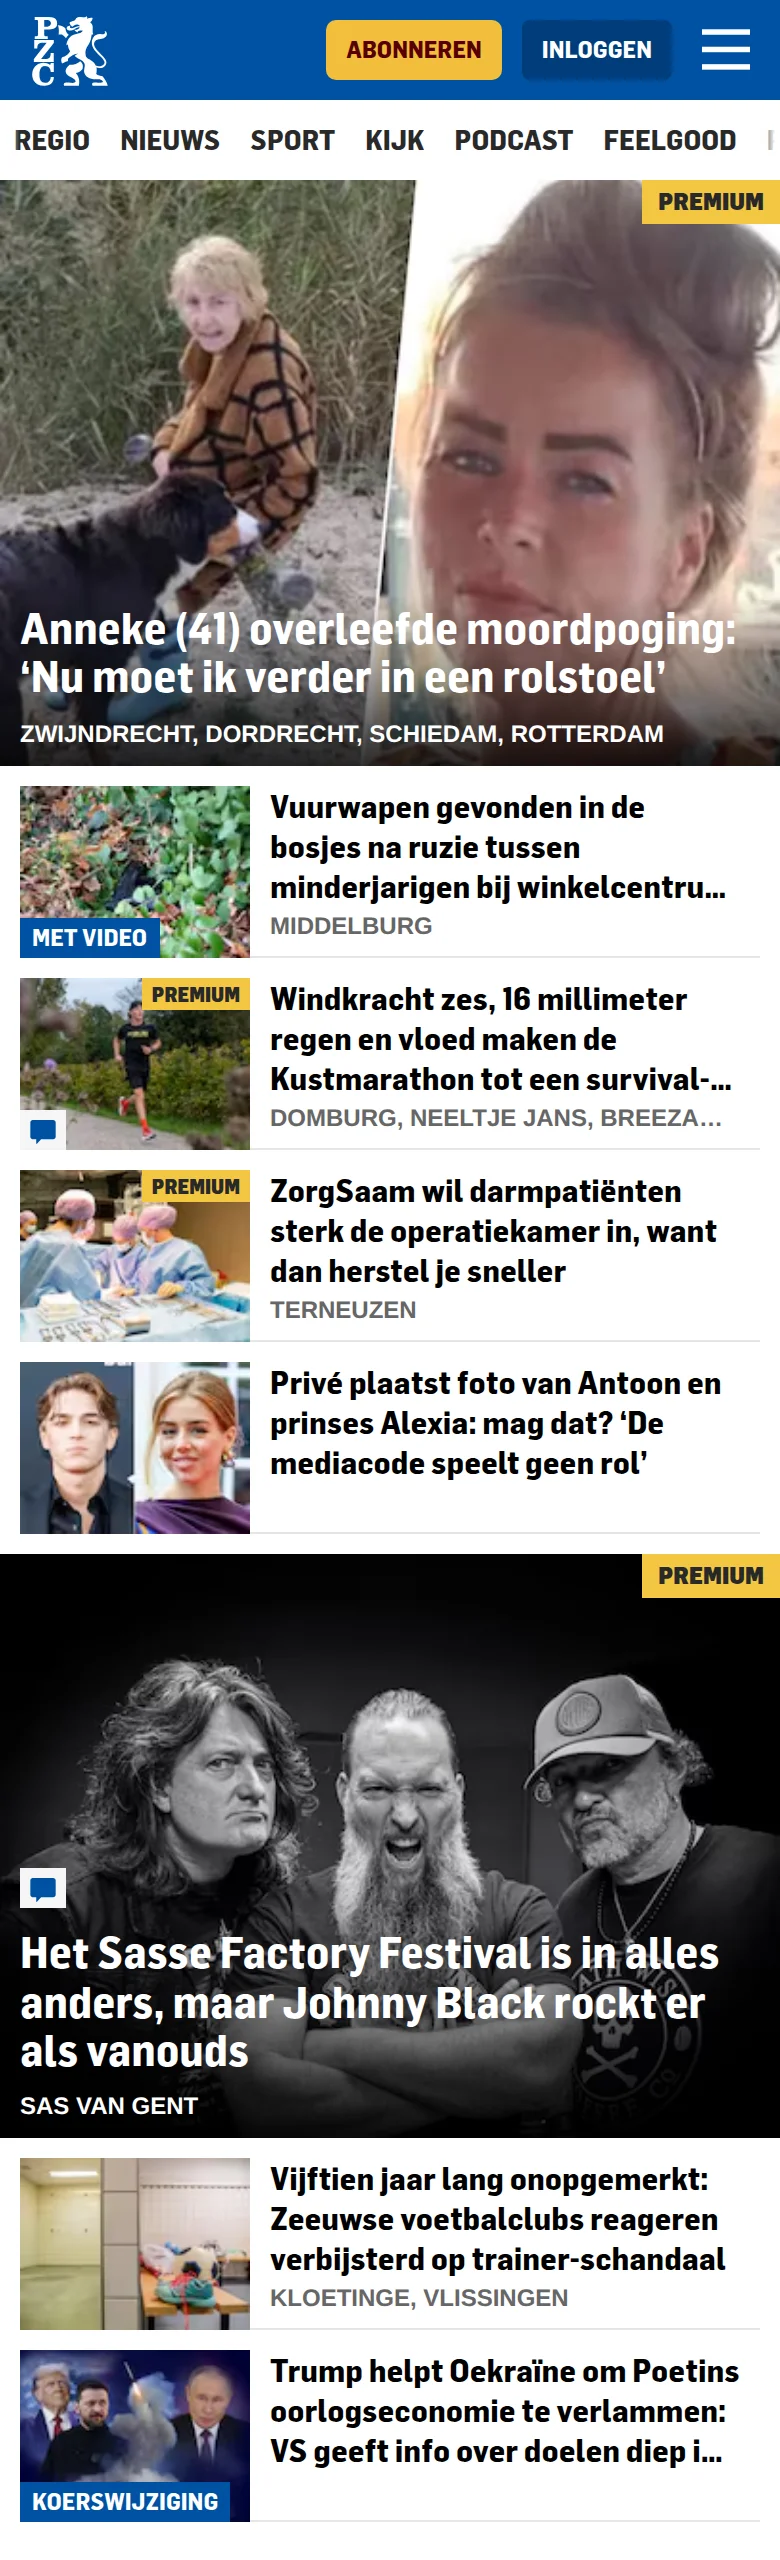 PZC
ABONNEREN
INLOGGEN
REGIO NIEUWS SPORT KIJK PODCAST FEELGOOD
PREMIUM
Anneke (41) overleefde moordpoging:
‘Nu moet ik verder in een rolstoel’
ZWIJNDRECHT, DORDRECHT, SCHIEDAM, ROTTERDAM
MET VIDEO
Vuurwapen gevonden in de
bosjes na ruzie tussen
minderjarigen bij winkelcentru...
MIDDELBURG
PREMIUM
Windkracht zes, 16 millimeter
regen en vloed maken de
Kustmarathon tot een survival-...
DOMBURG, NEELTJE JANS, BREEZA...
PREMIUM
ZorgSaam wil darmpatiënten
sterk de operatiekamer in, want
dan herstel je sneller
TERNEUZEN
Privé plaatst foto van Antoon en
prinses Alexia: mag dat? ‘De
mediacode speelt geen rol’
PREMIUM
Het Sasse Factory Festival is in alles
anders, maar Johnny Black rockt er
als vanouds
SAS VAN GENT
Vijftien jaar lang onopgemerkt:
Zeeuwse voetbalclubs reageren
verbijsterd op trainer-schandaal
KLOETINGE, VLISSINGEN
KOERSWIJZIGING
Trump helpt Oekraïne om Poetins
oorlogseconomie te verlammen:
VS geeft info over doelen diep i...